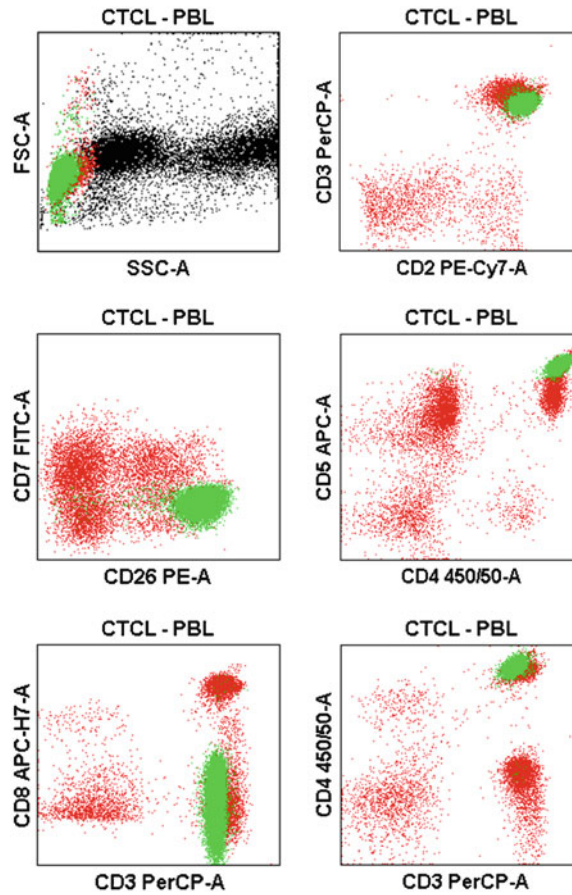 CTCL - PBL
FSC-A
SSC-A
CTCL - PBL
CD3 PerCP-A
CD2 PE-Cy7-A
CTCL - PBL
CD7 FITC-A
CD26 PE-A
CTCL - PBL
CD5 APC-A
CD4 450/50-A
CTCL - PBL
CD8 APC-H7-A
CD3 PerCP-A
CTCL - PBL
CD4 450/50-A
CD3 PerCP-A